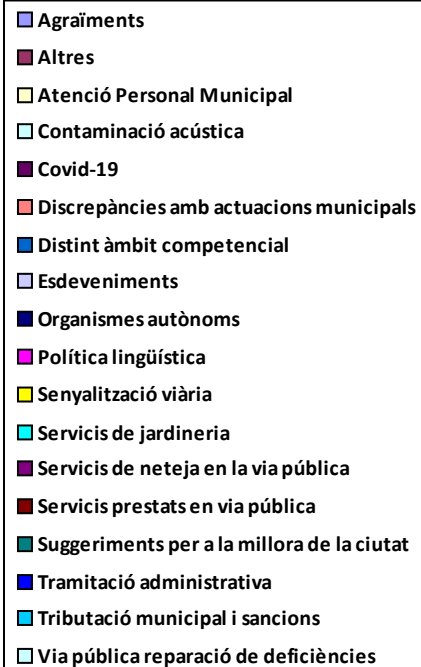 Agraïments
Altres
Atenció Personal Municipal
Contaminació acústica
Covid-19
Discrepàncies amb actuacions municipals
Distint àmbit competencial
Esdeveniments
Organismes autònoms
Política lingüística
Senyalització viària
Servicis de jardineria
Servicis de neteja en la via pública
Servicis prestats en via pública
Suggeriments per a la millora de la ciutat
Tramitació administrativa
Tributació municipal i sancions
Via pública reparació de deficiències